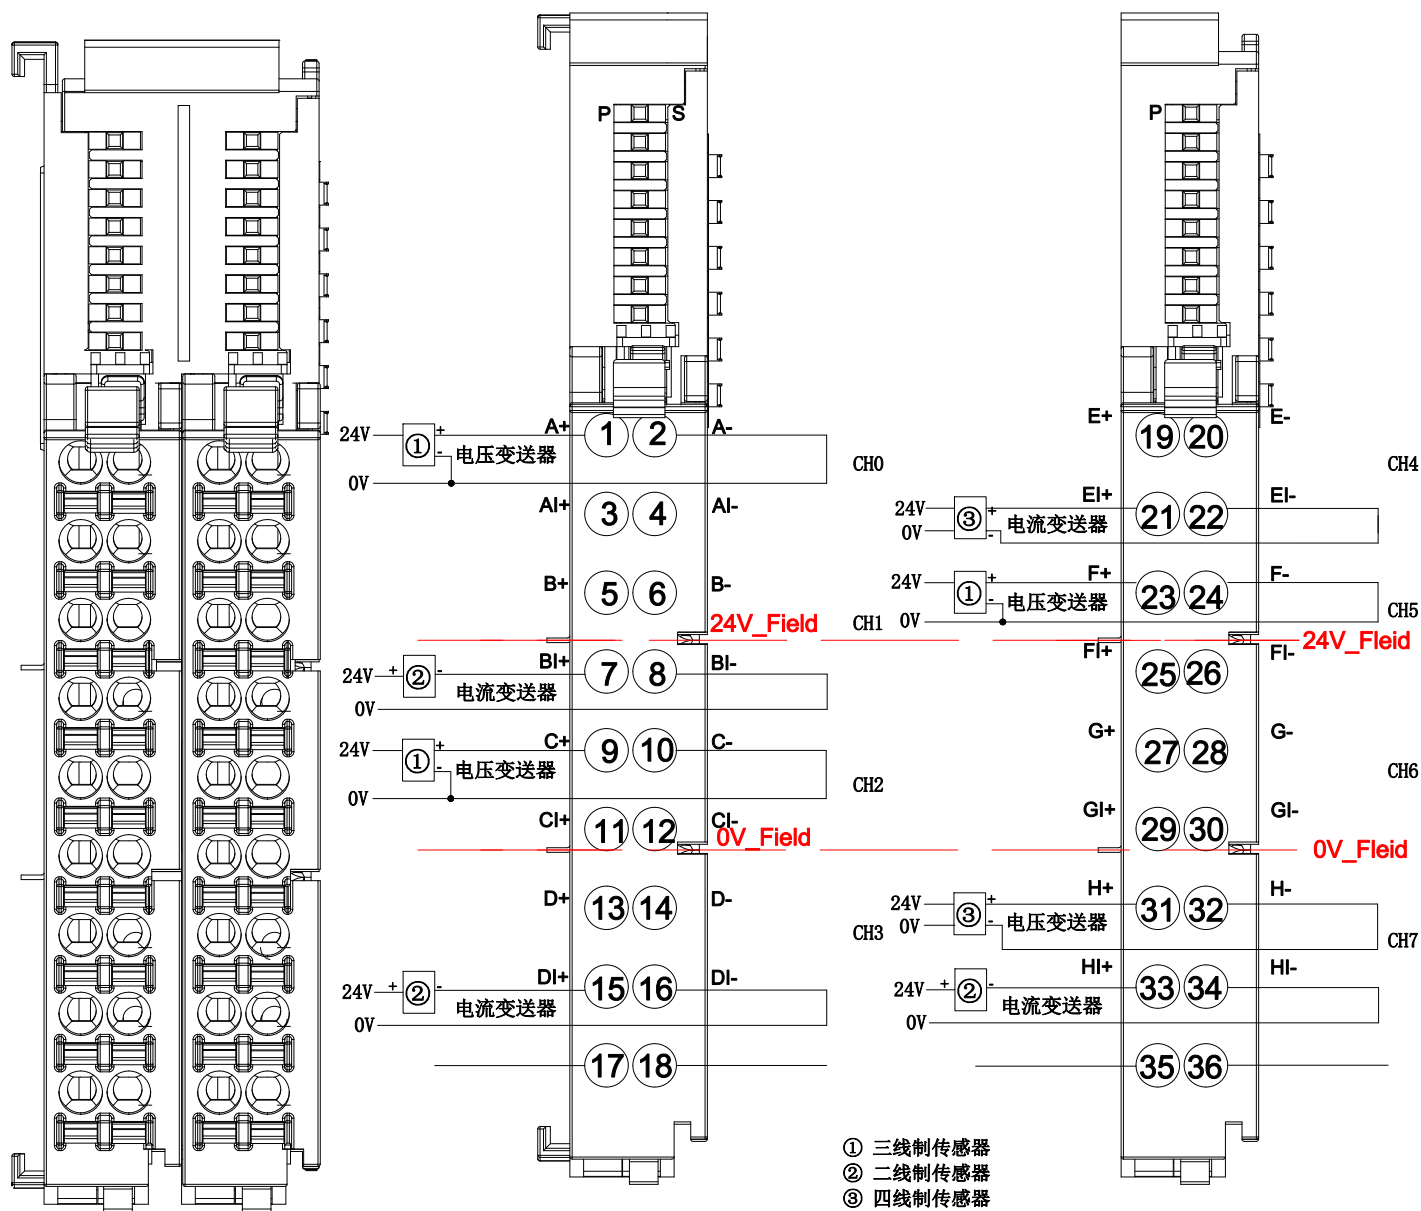 P S
A+ 1 2 A-
24V ① + - 电压变送器
0V
CH0
AI+ 3 4 AI-
B+ 5 6 B-
24V_Field
CH1
BI+ 7 8 BI-
24V + ② - 电流变送器
0V
C+ 9 10 C-
24V ① + - 电压变送器
0V
CH2
CI+ 11 12 CI-
0V_Field
D+ 13 14 D-
CH3
DI+ 15 16 DI-
24V + ② - 电流变送器
0V
17 18
P
E+ 19 20 E-
CH4
EI+ 21 22 EI-
24V ③ + - 电流变送器
0V
F+ 23 24 F-
24V ① + - 电压变送器
0V
CH5
24V_Fleid
FI+ 25 26 FI-
G+ 27 28 G-
CH6
GI+ 29 30 GI-
0V_Fleid
H+ 31 32 H-
24V ③ + - 电压变送器
0V
CH7
HI+ 33 34 HI-
24V + ② - 电流变送器
0V
35 36
① 三线制传感器
② 二线制传感器
③ 四线制传感器